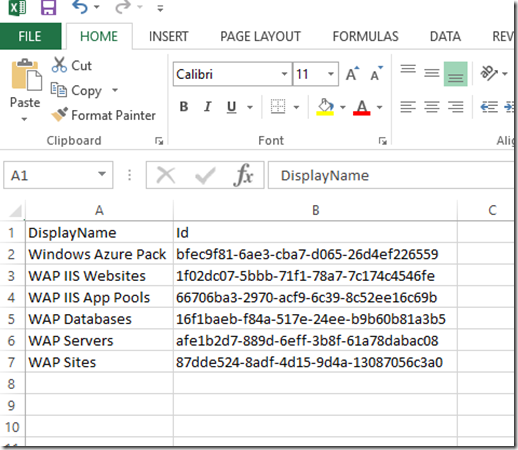 FILE HOME INSERT PAGE LAYOUT FORMULAS DATA REV
Paste
Cut
Copy
Format Painter
Clipboard
Calibri 11 A A
B I U A
Font
Alig
A1 fx DisplayName
A B C
1 DisplayName Id
2 Windows Azure Pack bfec9f81-6ae3-cba7-d065-26d4ef226559
3 WAP IIS Websites 1f02dc07-5bbb-71f1-78a7-7c174c4546fe
4 WAP IIS App Pools 66706ba3-2970-acf9-6c39-8c52ee16c69b
5 WAP Databases 16f1baeb-f84a-517e-24ee-b9b60b81a3b5
6 WAP Servers afe1b2d7-889d-6eff-3b8f-61a78dabac08
7 WAP Sites 87dde524-8adf-4d15-9d4a-13087056c3a0
8
9
10